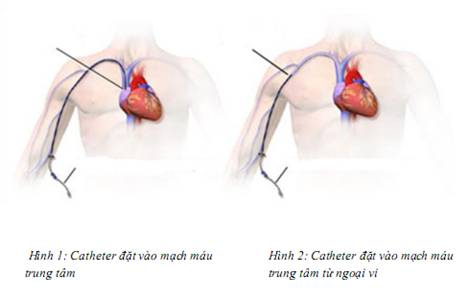 Hình 1: Catheter đặt vào mạch máu
trung tâm
Hình 2: Catheter đặt vào mạch máu
trung tâm từ ngoại vi